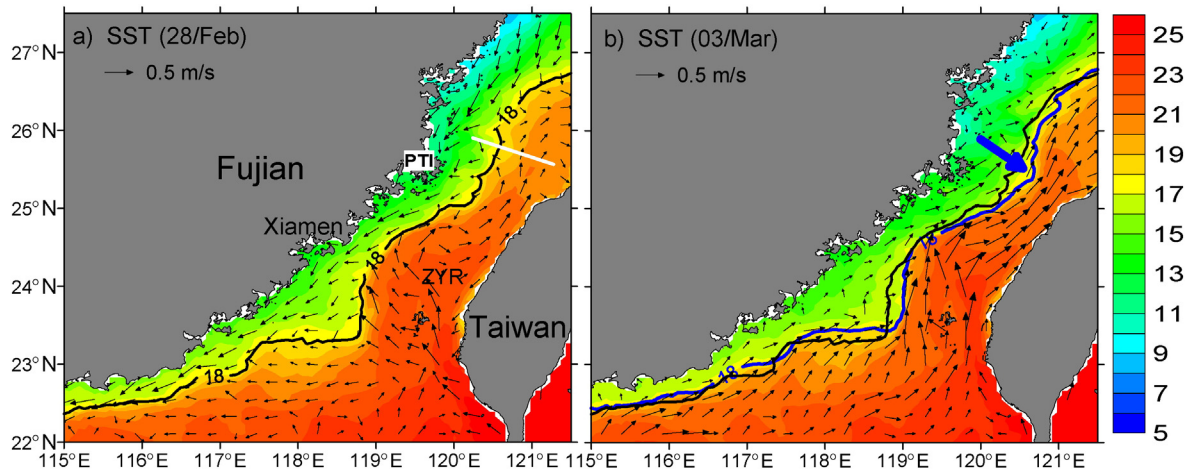 a) SST (28/Feb)
0.5 m/s
27°N
26°N
25°N
24°N
23°N
22°N
Fujian
PTI
Xiamen
ZYR
Taiwan
18
18
18
115°E 116°E 117°E 118°E 119°E 120°E 121°E
b) SST (03/Mar)
0.5 m/s
18
18
115°E 116°E 117°E 118°E 119°E 120°E 121°E
25
23
21
19
17
15
13
11
9
7
5